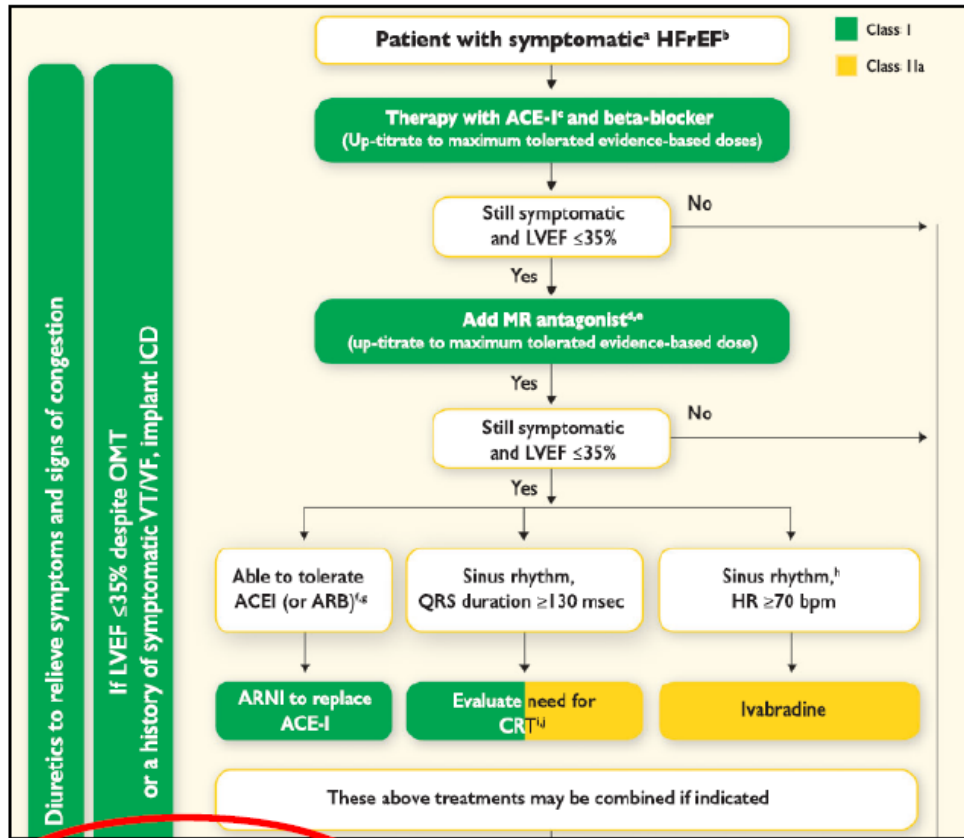 Patient with symptomaticᵃ HFrEFᵇ
Class I
Class IIa
Therapy with ACE-Iᶜ and beta-blocker
(Up-titrate to maximum tolerated evidence-based doses)
Still symptomatic
and LVEF ≤35%
No
Yes
Add MR antagonistᵈ,ᵉ
(up-titrate to maximum tolerated evidence-based dose)
Yes
Still symptomatic
and LVEF ≤35%
No
Yes
Able to tolerate
ACEI (or ARB)ᶠ,ᵍ
Sinus rhythm,
QRS duration ≥130 msec
Sinus rhythm,ʰ
HR ≥70 bpm
ARNI to replace
ACE-I
Evaluate need for
CRTⁱ,ʲ
Ivabradine
These above treatments may be combined if indicated
Diuretics to relieve symptoms and signs of congestion
If LVEF ≤35% despite OMT
or a history of symptomatic VT/VF, implant ICD